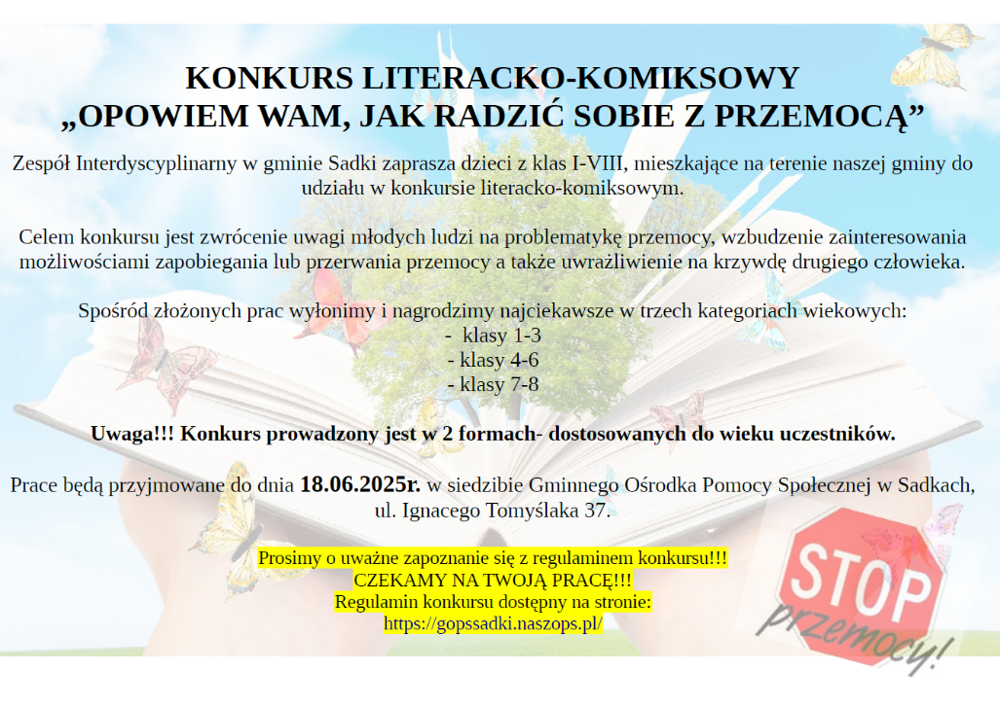 KONKURS LITERACKO-KOMIKSOWY
„OPOWIEM WAM, JAK RADZIĆ SOBIE Z PRZEMOCĄ”
Zespół Interdyscyplinarny w gminie Sadki zaprasza dzieci z klas I-VIII, mieszkające na terenie naszej gminy do
udziału w konkursie literacko-komiksowym.
Celem konkursu jest zwrócenie uwagi młodych ludzi na problematykę przemocy, wzbudzenie zainteresowania
możliwościami zapobiegania lub przerwania przemocy a także uwrażliwienie na krzywdę drugiego człowieka.
Spośród złożonych prac wyłonimy i nagrodzimy najciekawsze w trzech kategoriach wiekowych:
- klasy 1-3
- klasy 4-6
- klasy 7-8
Uwaga!!! Konkurs prowadzony jest w 2 formach- dostosowanych do wieku uczestników.
Prace będą przyjmowane do dnia 18.06.2025r. w siedzibie Gminnego Ośrodka Pomocy Społecznej w Sadkach,
ul. Ignacego Tomyślaka 37.
Prosimy o uważne zapoznanie się z regulaminem konkursu!!!
CZEKAMY NA TWOJĄ PRACĘ!!!
Regulamin konkursu dostępny na stronie:
https://gopssadki.naszops.pl/
STOP
przemocy!